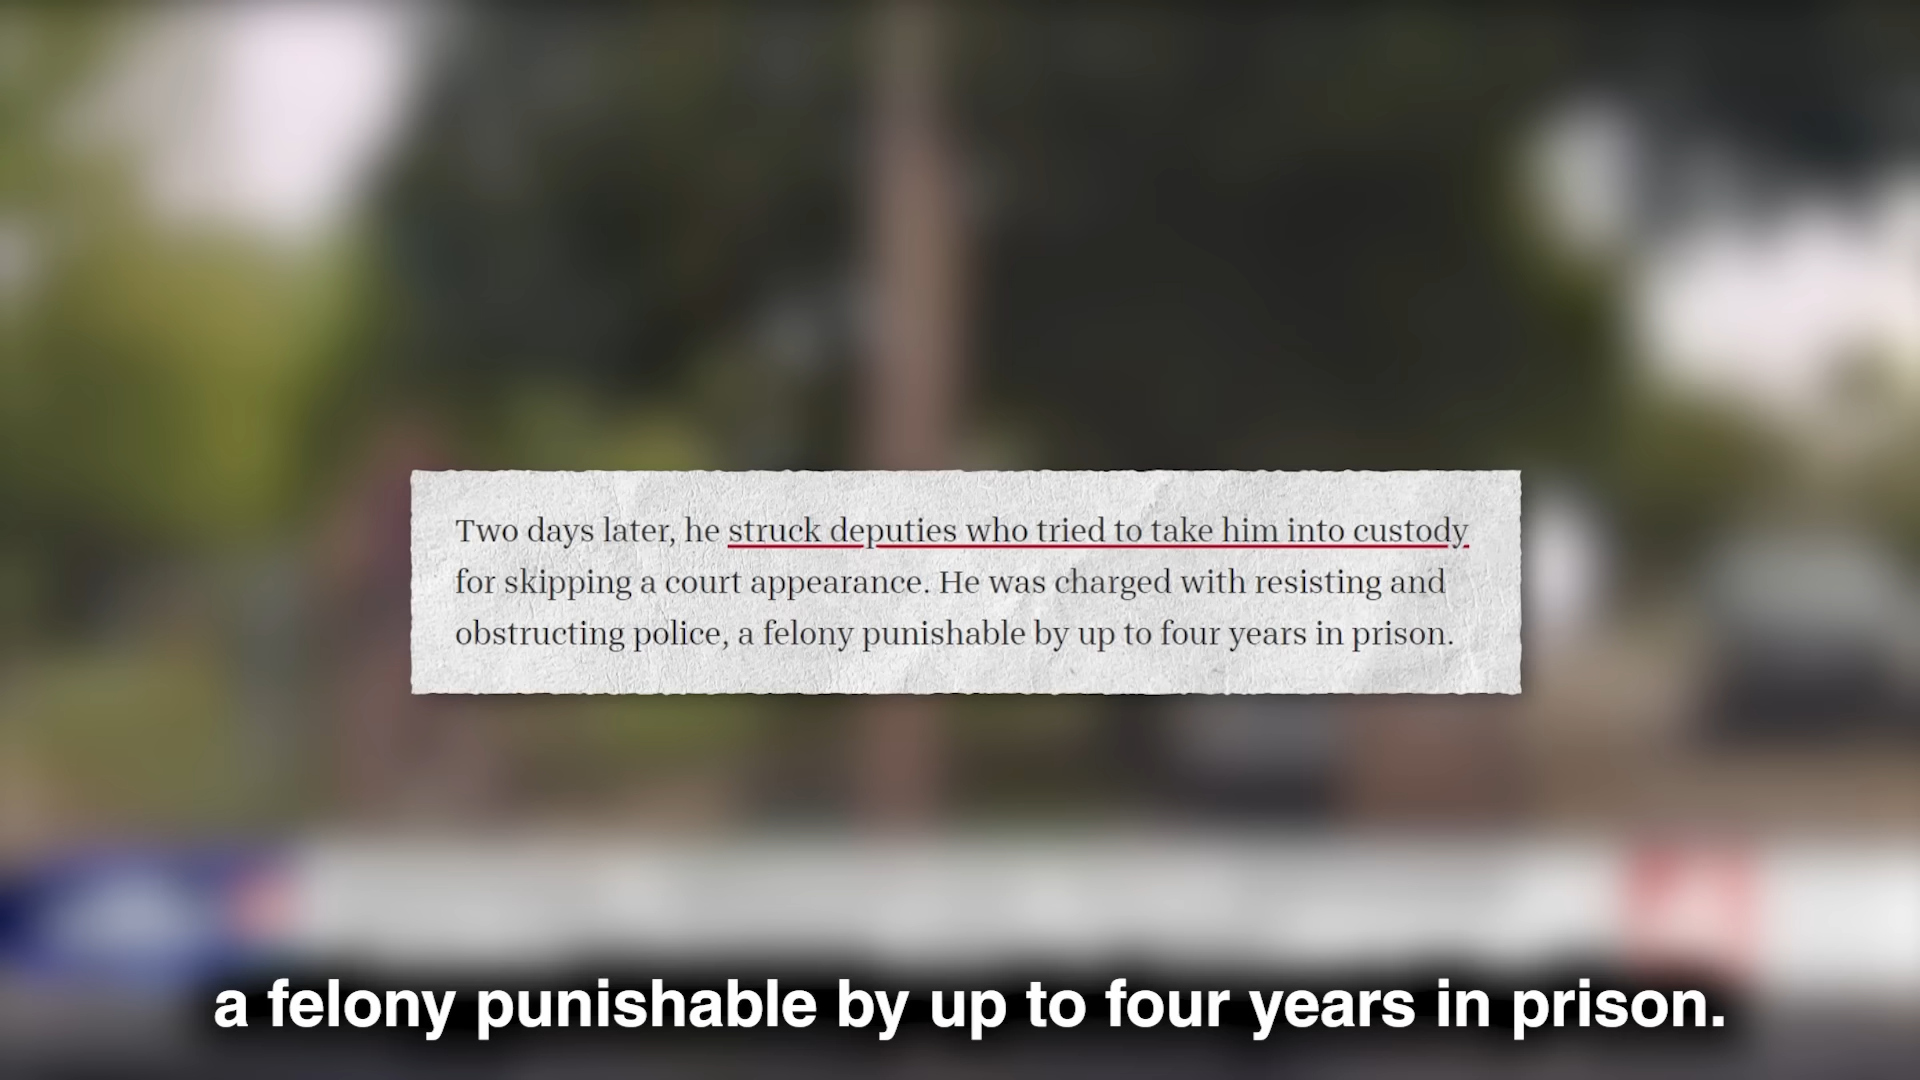 Two days later, he struck deputies who tried to take him into custody
for skipping a court appearance. He was charged with resisting and
obstructing police, a felony punishable by up to four years in prison.
a felony punishable by up to four years in prison.